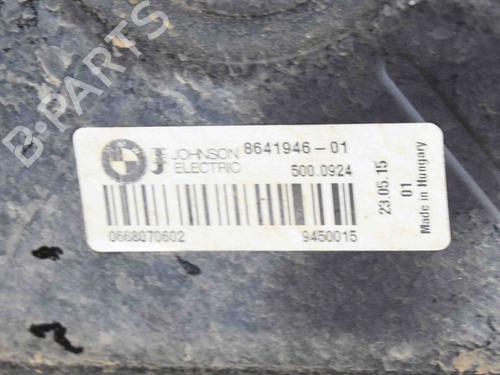 B-PARTS
JOHNSON
ELECTRIC
8641946-01
500.0924
0668070602
9450015
23.05.15
01
Made in Hungary